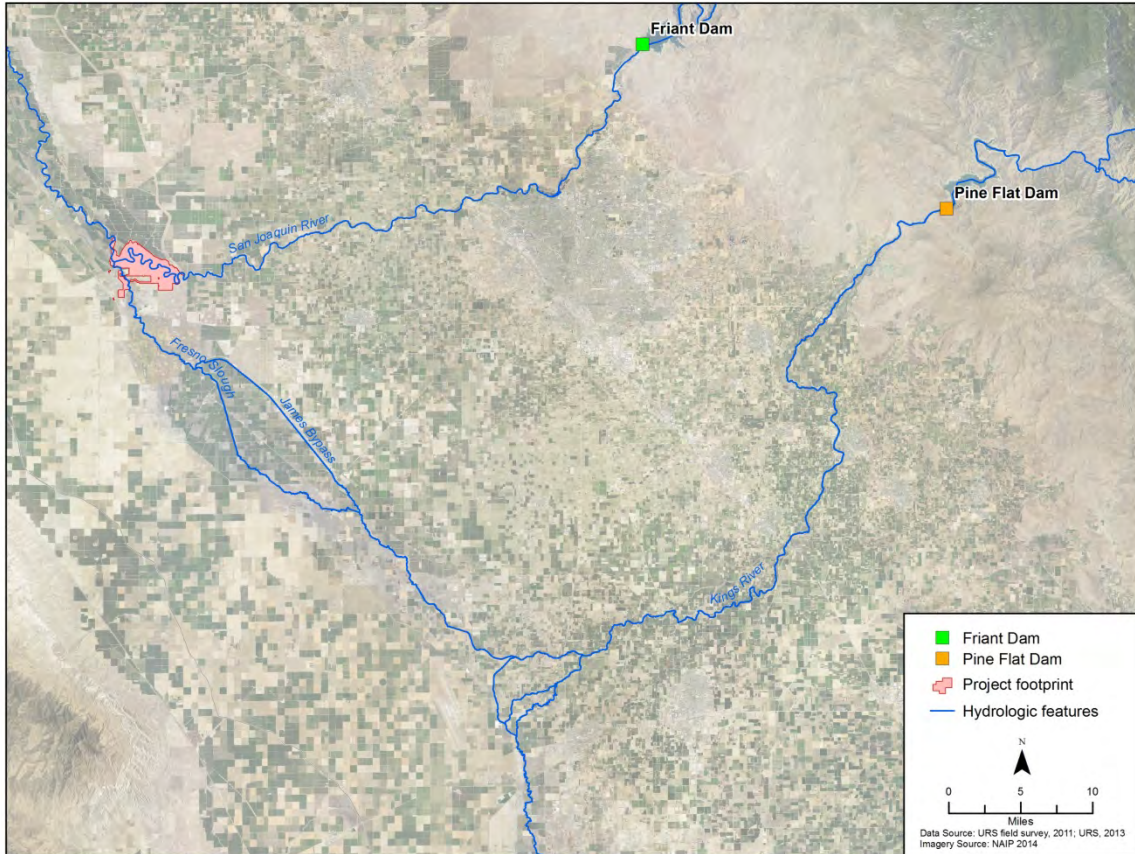 Friant Dam
Pine Flat Dam
San Joaquin River
Fresno Slough
James Bypass
Kings River
Friant Dam
Pine Flat Dam
Project footprint
Hydrologic features
N
0 5 10
Miles
Data Source: URS field survey, 2011; URS, 2013
Imagery Source: NAIP 2014